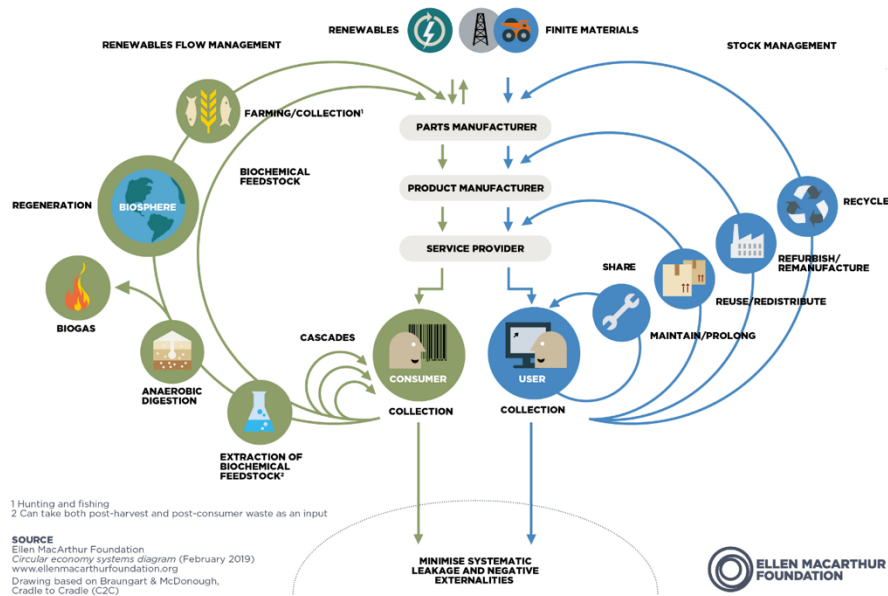 RENEWABLES
FINITE MATERIALS
RENEWABLES FLOW MANAGEMENT
STOCK MANAGEMENT
FARMING/COLLECTION¹
PARTS MANUFACTURER
BIOCHEMICAL
FEEDSTOCK
PRODUCT MANUFACTURER
REGENERATION
BIOSPHERE
RECYCLE
SERVICE PROVIDER
REFURBISH/
REMANUFACTURE
SHARE
REUSE/REDISTRIBUTE
BIOGAS
CASCADES
MAINTAIN/PROLONG
CONSUMER
USER
ANAEROBIC
DIGESTION
COLLECTION
COLLECTION
EXTRACTION OF
BIOCHEMICAL
FEEDSTOCK²
1 Hunting and fishing
2 Can take both post-harvest and post-consumer waste as an input
SOURCE
Ellen MacArthur Foundation
Circular economy systems diagram (February 2019)
www.ellenmacarthurfoundation.org
Drawing based on Braungart & McDonough,
Cradle to Cradle (C2C)
MINIMISE SYSTEMATIC
LEAKAGE AND NEGATIVE
EXTERNALITIES
ELLEN MACARTHUR
FOUNDATION